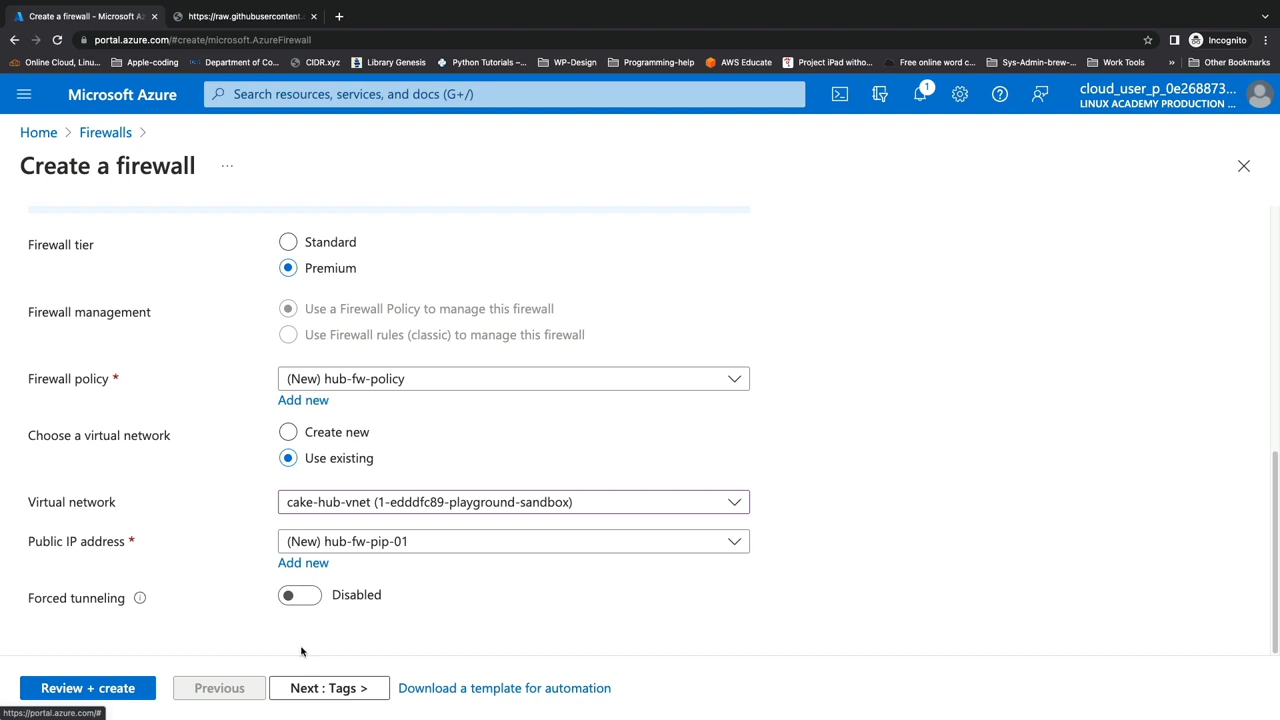 Create a firewall - Microsoft Az
https://raw.githubusercontent.
portal.azure.com/#create/microsoft.AzureFirewall
Incognito
Online Cloud, Linu...
Apple-coding
Department of Co...
CIDR.xyz
Library Genesis
Python Tutorials –...
WP-Design
Programming-help
AWS Educate
Project iPad witho...
Free online word c...
Sys-Admin-brew-...
Work Tools
»
Other Bookmarks
Microsoft Azure
Search resources, services, and docs (G+/)
1
cloud_user_p_0e268873...
LINUX ACADEMY PRODUCTION ...
Home > Firewalls >
Create a firewall ...
Firewall tier
Standard
Premium
Firewall management
Use a Firewall Policy to manage this firewall
Use Firewall rules (classic) to manage this firewall
Firewall policy *
(New) hub-fw-policy
Add new
Choose a virtual network
Create new
Use existing
Virtual network
cake-hub-vnet (1-edddfc89-playground-sandbox)
Public IP address *
(New) hub-fw-pip-01
Add new
Forced tunneling
Disabled
Review + create
Previous
Next : Tags >
Download a template for automation
https://portal.azure.com/#